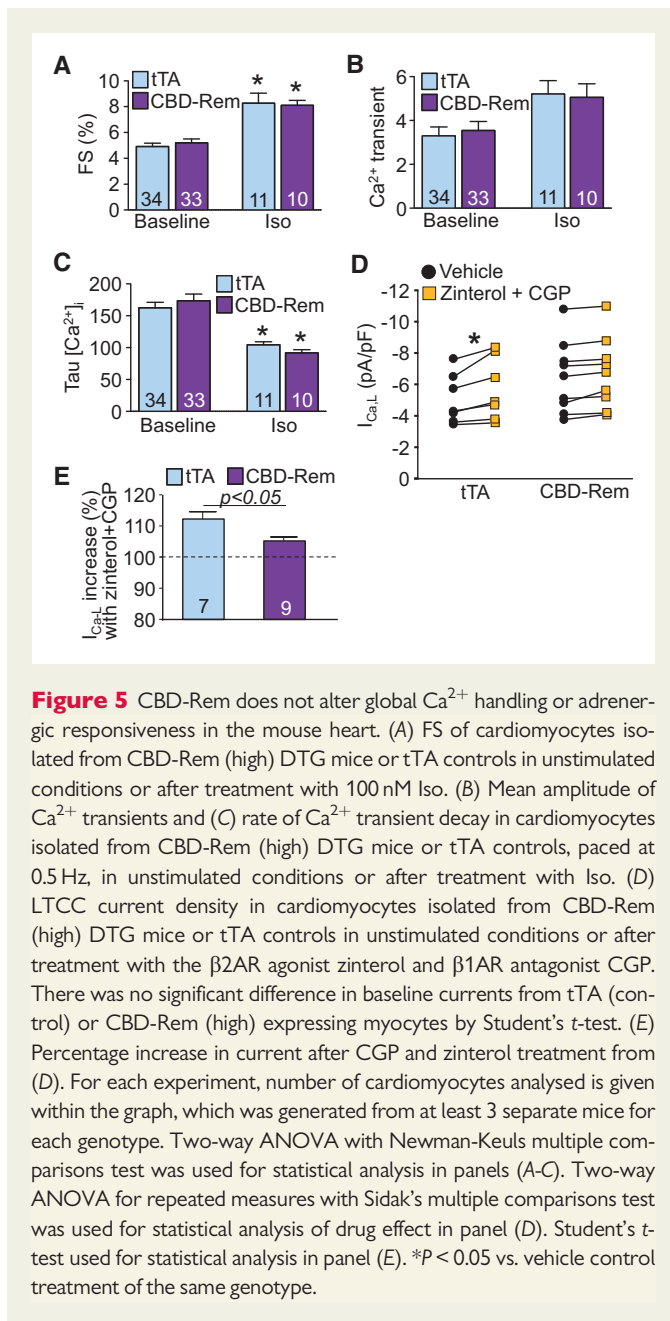 A
tTA
CBD-Rem
FS (%)
10
8
6
4
2
0
* *
34 33 11 10
Baseline Iso
B
tTA
CBD-Rem
Ca²⁺ transient
6
4
2
0
34 33 11 10
Baseline Iso
C
tTA
CBD-Rem
Tau [Ca²⁺]i
200
150
100
50
0
* *
34 33 11 10
Baseline Iso
D
Vehicle
Zinterol + CGP
I Ca,L (pA/pF)
-12
-10
-8
-6
-4
-2
0
*
tTA CBD-Rem
E
tTA CBD-Rem
p<0.05
I Ca-L increase (%)
with zinterol+CGP
120
110
100
90
80
7 9
Figure 5 CBD-Rem does not alter global Ca²⁺ handling or adrener-
gic responsiveness in the mouse heart. (A) FS of cardiomyocytes iso-
lated from CBD-Rem (high) DTG mice or tTA controls in unstimulated
conditions or after treatment with 100 nM Iso. (B) Mean amplitude of
Ca²⁺ transients and (C) rate of Ca²⁺ transient decay in cardiomyocytes
isolated from CBD-Rem (high) DTG mice or tTA controls, paced at
0.5 Hz, in unstimulated conditions or after treatment with Iso. (D)
LTCC current density in cardiomyocytes isolated from CBD-Rem
(high) DTG mice or tTA controls in unstimulated conditions or after
treatment with the β2AR agonist zinterol and β1AR antagonist CGP.
There was no significant difference in baseline currents from tTA (con-
trol) or CBD-Rem (high) expressing myocytes by Student's t-test. (E)
Percentage increase in current after CGP and zinterol treatment from
(D). For each experiment, number of cardiomyocytes analysed is given
within the graph, which was generated from at least 3 separate mice for
each genotype. Two-way ANOVA with Newman-Keuls multiple com-
parisons test was used for statistical analysis in panels (A-C). Two-way
ANOVA for repeated measures with Sidak's multiple comparisons test
was used for statistical analysis of drug effect in panel (D). Student's t-
test used for statistical analysis in panel (E). *P < 0.05 vs. vehicle control
treatment of the same genotype.